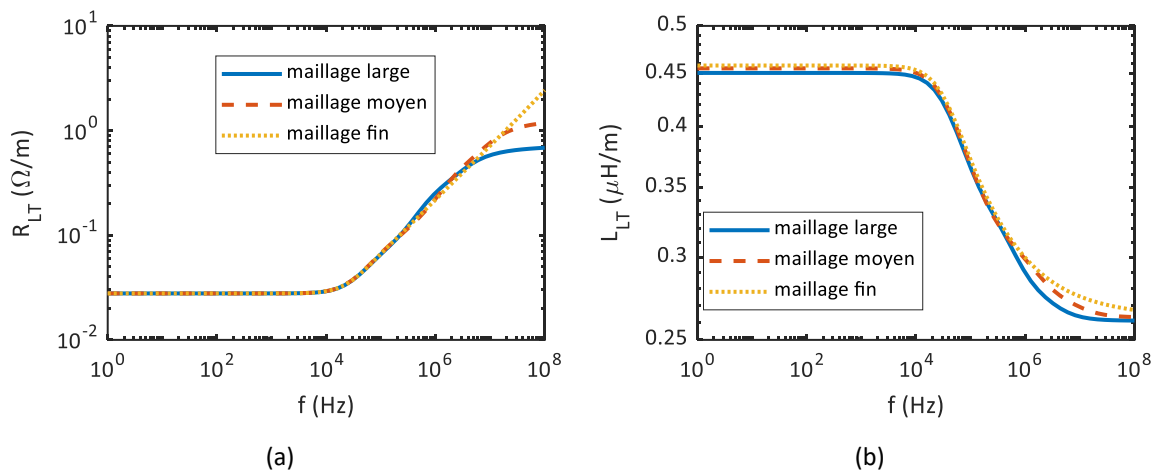 10^1
10^0
10^-1
10^-2
R_LT (Ω/m)
maillage large
maillage moyen
maillage fin
10^0
10^2
10^4
10^6
10^8
f (Hz)
(a)
0.5
0.45
0.4
0.35
0.3
0.25
L_LT (μH/m)
maillage large
maillage moyen
maillage fin
10^0
10^2
10^4
10^6
10^8
f (Hz)
(b)